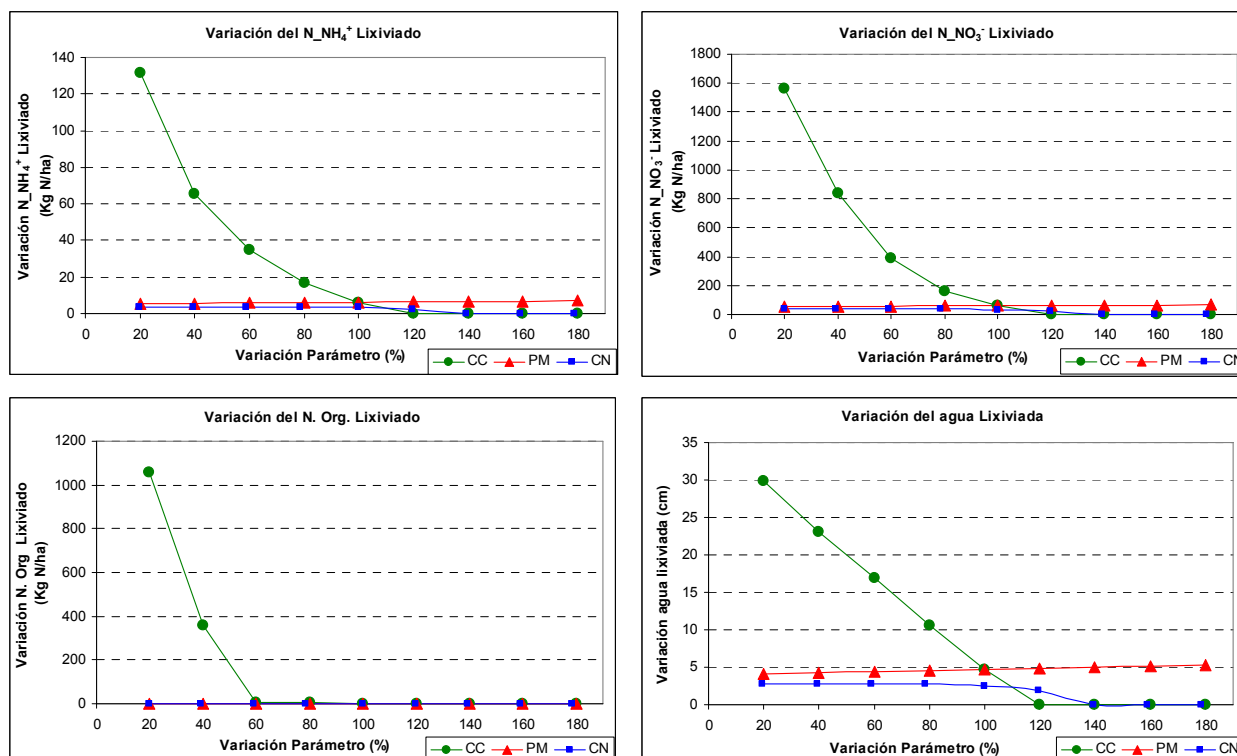 Variación del N_NH₄⁺ Lixiviado
Variación N_NH₄⁺ Lixiviado
(Kg N/ha)
140
120
100
80
60
40
20
0
0 20 40 60 80 100 120 140 160 180
Variación Parámetro (%)
CC PM CN
Variación del N_NO₃⁻ Lixiviado
Variación N_NO₃⁻ Lixiviado
(Kg N/ha)
1800
1600
1400
1200
1000
800
600
400
200
0
0 20 40 60 80 100 120 140 160 180
Variación Parámetro (%)
CC PM CN
Variación del N. Org. Lixiviado
Variación N. Org Lixiviado
(Kg N/ha)
1200
1000
800
600
400
200
0
0 20 40 60 80 100 120 140 160 180
Variación Parámetro (%)
CC PM CN
Variación del agua Lixiviada
Variación agua lixiviada (cm)
35
30
25
20
15
10
5
0
0 20 40 60 80 100 120 140 160 180
Variación Parámetro (%)
CC PM CN